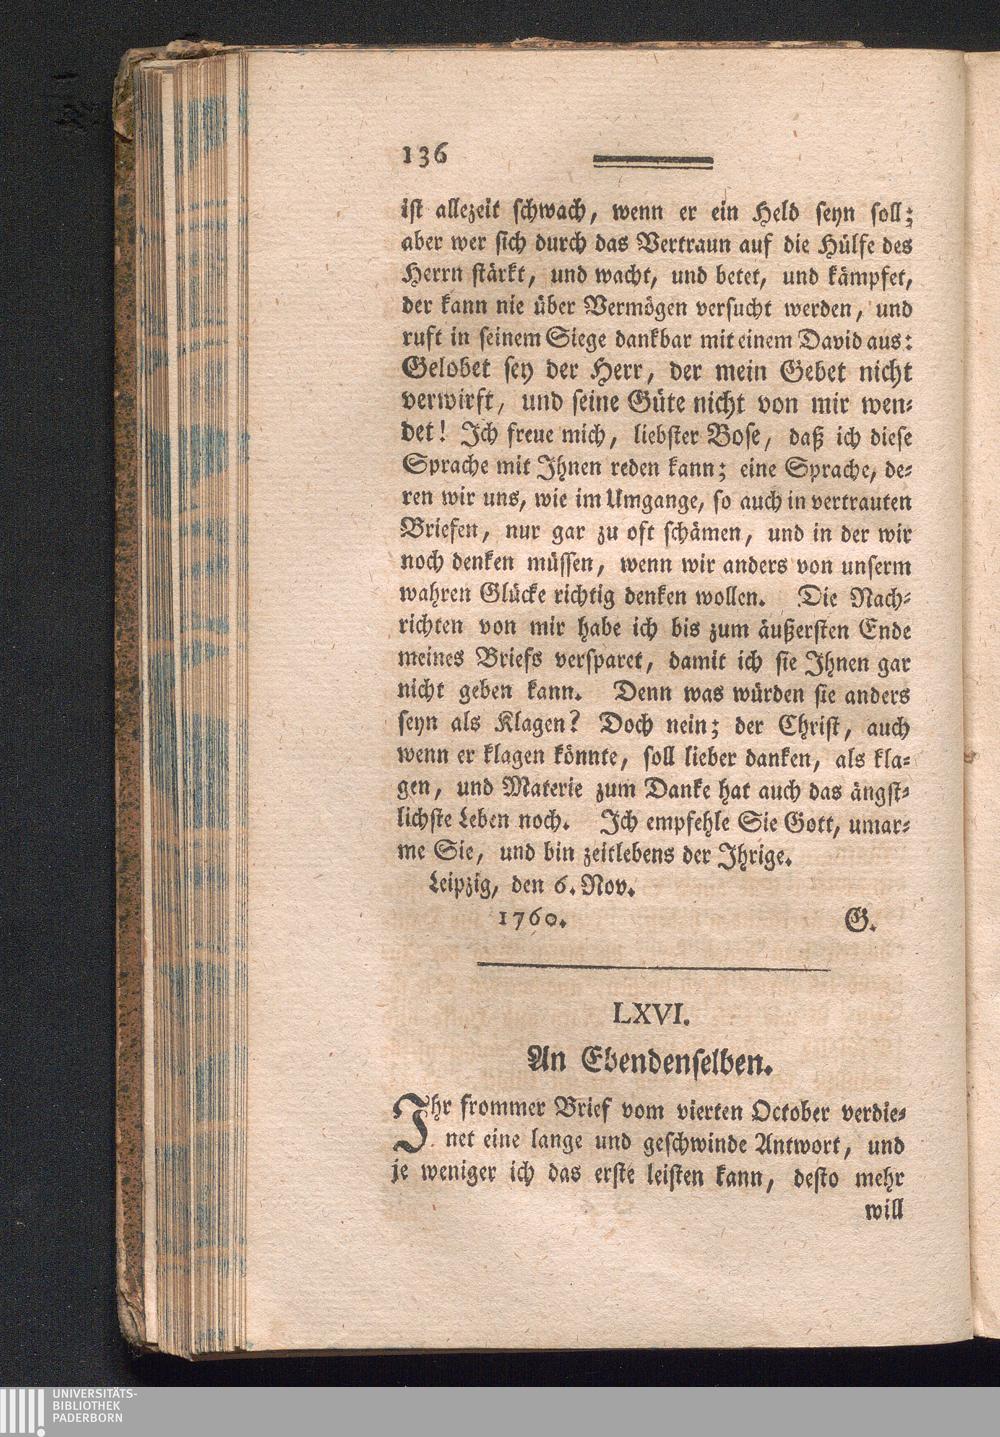 136
ist allezeit schwach, wenn er ein Held seyn soll;
aber wer sich durch das Vertraun auf die Hülfe des
Herrn stärkt, und wacht, und betet, und kämpfet,
der kann nie über Vermögen versucht werden, und
ruft in seinem Siege dankbar mit einem David aus:
Gelobet sey der Herr, der mein Gebet nicht
verwirft, und seine Güte nicht von mir wen-
det! Ich freue mich, liebster Bose, daß ich diese
Sprache mit Ihnen reden kann; eine Sprache, de-
ren wir uns, wie im Umgange, so auch in vertrauten
Briefen, nur gar zu oft schämen, und in der wir
noch denken müssen, wenn wir anders von unserm
wahren Glücke richtig denken wollen. Die Nach-
richten von mir habe ich bis zum äußersten Ende
meines Briefs versparet, damit ich sie Ihnen gar
nicht geben kann. Denn was würden sie anders
seyn als Klagen? Doch nein; der Christ, auch
wenn er klagen könnte, soll lieber danken, als kla-
gen, und Materie zum Danke hat auch das ängst-
lichste Leben noch. Ich empfehle Sie Gott, umar-
me Sie, und bin zeitlebens der Ihrige.
Leipzig, den 6. Nov.
1760. G.
LXVI.
An Ebendenselben.
Ihr frommer Brief vom vierten October verdie-
net eine lange und geschwinde Antwort, und
je weniger ich das erste leisten kann, desto mehr
will
UNIVERSITÄTS-
BIBLIOTHEK
PADERBORN